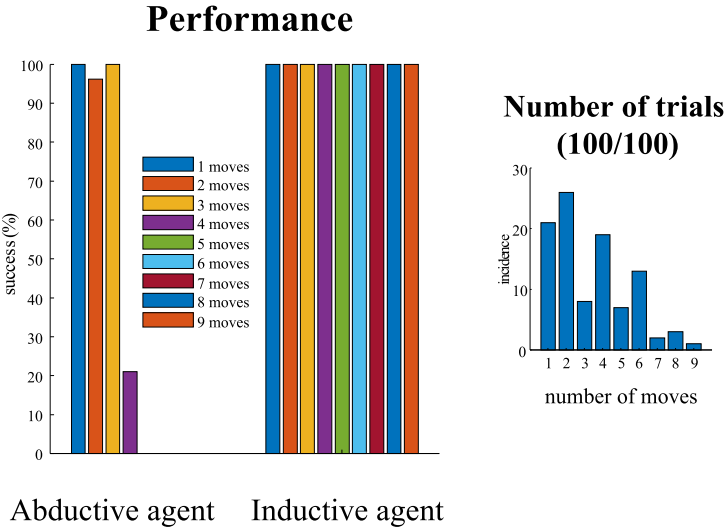 Performance
100
90
80
70
60
50
40
30
20
10
0
success (%)
1 moves
2 moves
3 moves
4 moves
5 moves
6 moves
7 moves
8 moves
9 moves
Abductive agent
Inductive agent
Number of trials
(100/100)
30
20
10
0
incidence
1 2 3 4 5 6 7 8 9
number of moves